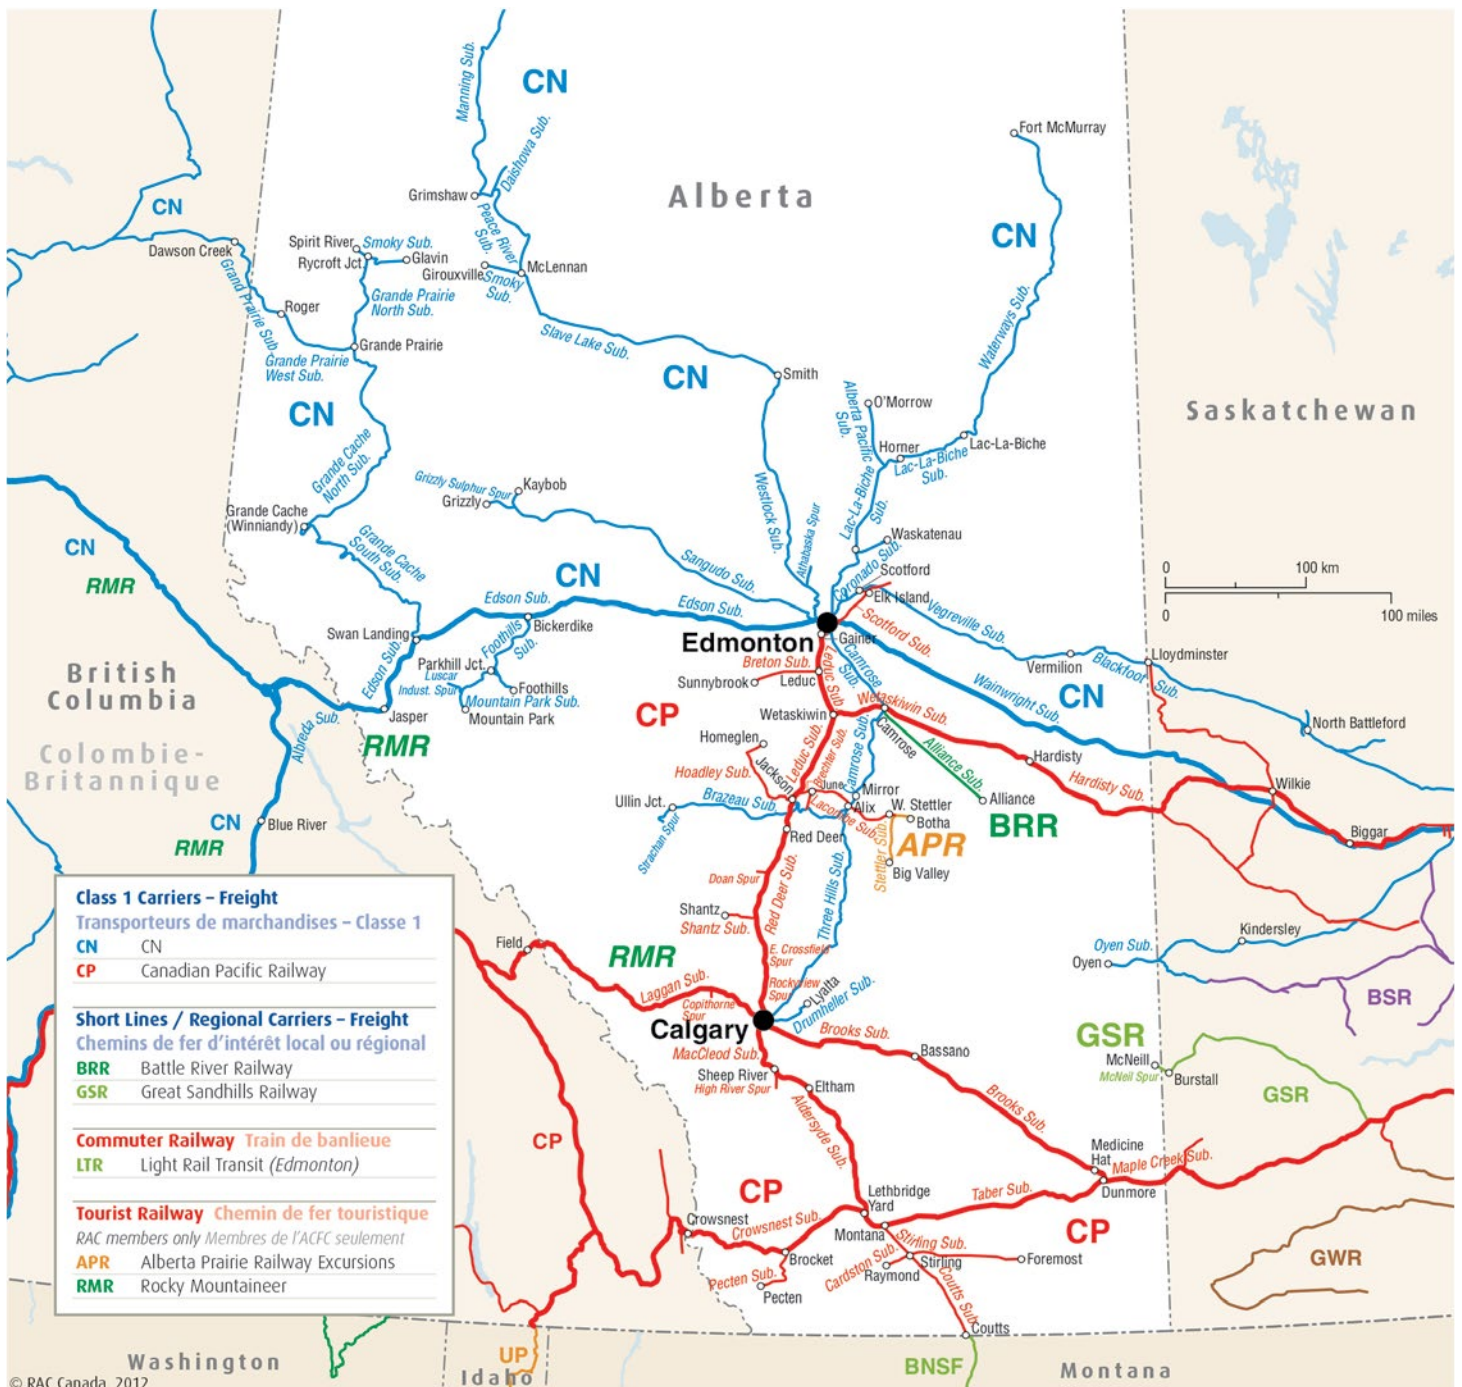 Manning Sub.
CN
Daishowa Sub.
Fort McMurray
Grimshaw
Alberta
CN
Peace River
Sub.
CN
Dawson Creek
Spirit River
Smoky Sub.
Rycroft Jct.
Glavin
Girouxville
McLennan
Smoky
Sub.
Grand Prairie Sub.
Roger
Grande Prairie
North Sub.
Slave Lake Sub.
Waterways Sub.
Grande Prairie
Grande Prairie
West Sub.
CN
Smith
CN
Alberta Pacific
Sub.
O'Morrow
Saskatchewan
Horner
Lac-La-Biche
Lac-La-Biche
Sub.
Grande Cache
North Sub.
Grizzly Sulphur Spur
Kaybob
Grizzly
Westlock Sub.
Lac-La-Biche
Sub.
Athabaska Spur
Grande Cache
(Winniandy)
Grande Cache
South Sub.
Waskatenau
CN
RMR
CN
Sangudo Sub.
Coronado Sub.
Scotford
Elk Island
0
100 km
0
100 miles
Edson Sub.
Edson Sub.
Vegreville Sub.
Scotford Sub.
Swan Landing
Bickerdike
Foothills
Sub.
Edmonton
Gainer
Edson Sub.
Parkhill Jct.
Luscar
Indust. Spur
Foothills
Mountain Park Sub.
Mountain Park
Breton Sub.
Sunnybrook
Leduc
Leduc Sub.
Camrose
Sub.
Vermilion
Blackfoot Sub.
Lloydminster
Wainwright Sub.
CN
British
Columbia
Colombie-
Britannique
Albreda Sub.
Jasper
RMR
CP
Wetaskiwin
Wetaskiwin Sub.
Camrose
North Battleford
Homeglen
Hoadley Sub.
Jackson
Leduc Sub.
Brechter Sub.
Camrose Sub.
Alliance Sub.
Hardisty
Hardisty Sub.
Wilkie
Ullin Jct.
Brazeau Sub.
Strachan Spur
June
Lacombe Sub.
Mirror
Alix
W. Stettler
Botha
Alliance
BRR
Biggar
CN
Blue River
RMR
Red Deer
APR
Stettler Sub.
Big Valley
Doan Spur
Red Deer Sub.
Three Hills Sub.
Shantz
Shantz Sub.
Field
RMR
E. Crossfield
Spur
Oyen Sub.
Oyen
Kindersley
Laggan Sub.
Copithorne
Spur
Rockyview
Spur
Lyalta
Drumheller Sub.
BSR
Calgary
Brooks Sub.
Bassano
GSR
MacCleod Sub.
Sheep River
High River Spur
Eltham
McNeill
McNeil Spur
Burstall
GSR
Aldersyde Sub.
Brooks Sub.
CP
Medicine
Hat
Maple Creek Sub.
Dunmore
CP
Lethbridge
Yard
Taber Sub.
Crowsnest
Crowsnest Sub.
Montana
CP
Brocket
Pecten Sub.
Pecten
Cardston Sub.
Raymond
Stirling Sub.
Stirling
Foremost
GWR
Coutts Sub.
Coutts
Class 1 Carriers – Freight
Transporteurs de marchandises – Classe 1
CN CN
CP Canadian Pacific Railway
Short Lines / Regional Carriers – Freight
Chemins de fer d'intérêt local ou régional
BRR Battle River Railway
GSR Great Sandhills Railway
Commuter Railway Train de banlieue
LTR Light Rail Transit (Edmonton)
Tourist Railway Chemin de fer touristique
RAC members only Membres de l'ACFC seulement
APR Alberta Prairie Railway Excursions
RMR Rocky Mountaineer
Washington
UP
Idaho
BNSF
Montana
© RAC Canada, 2012